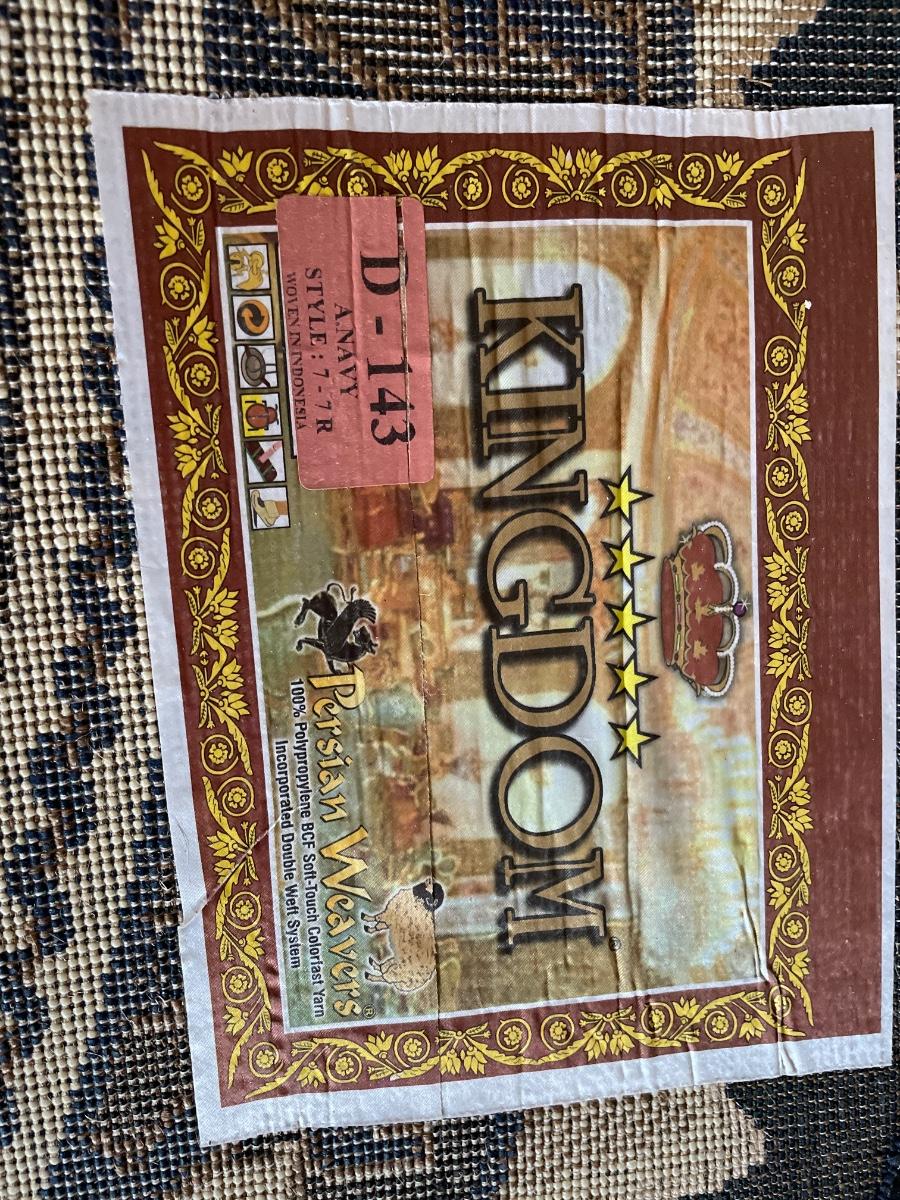 KINGDOM®
D - 143
A.NAVY
STYLE : 7 - 7 R
WOVEN IN INDONESIA
Persian Weavers®
100% Polypropylene BCF Soft-Touch Colorfast Yarn
Incorporated Double Weft System